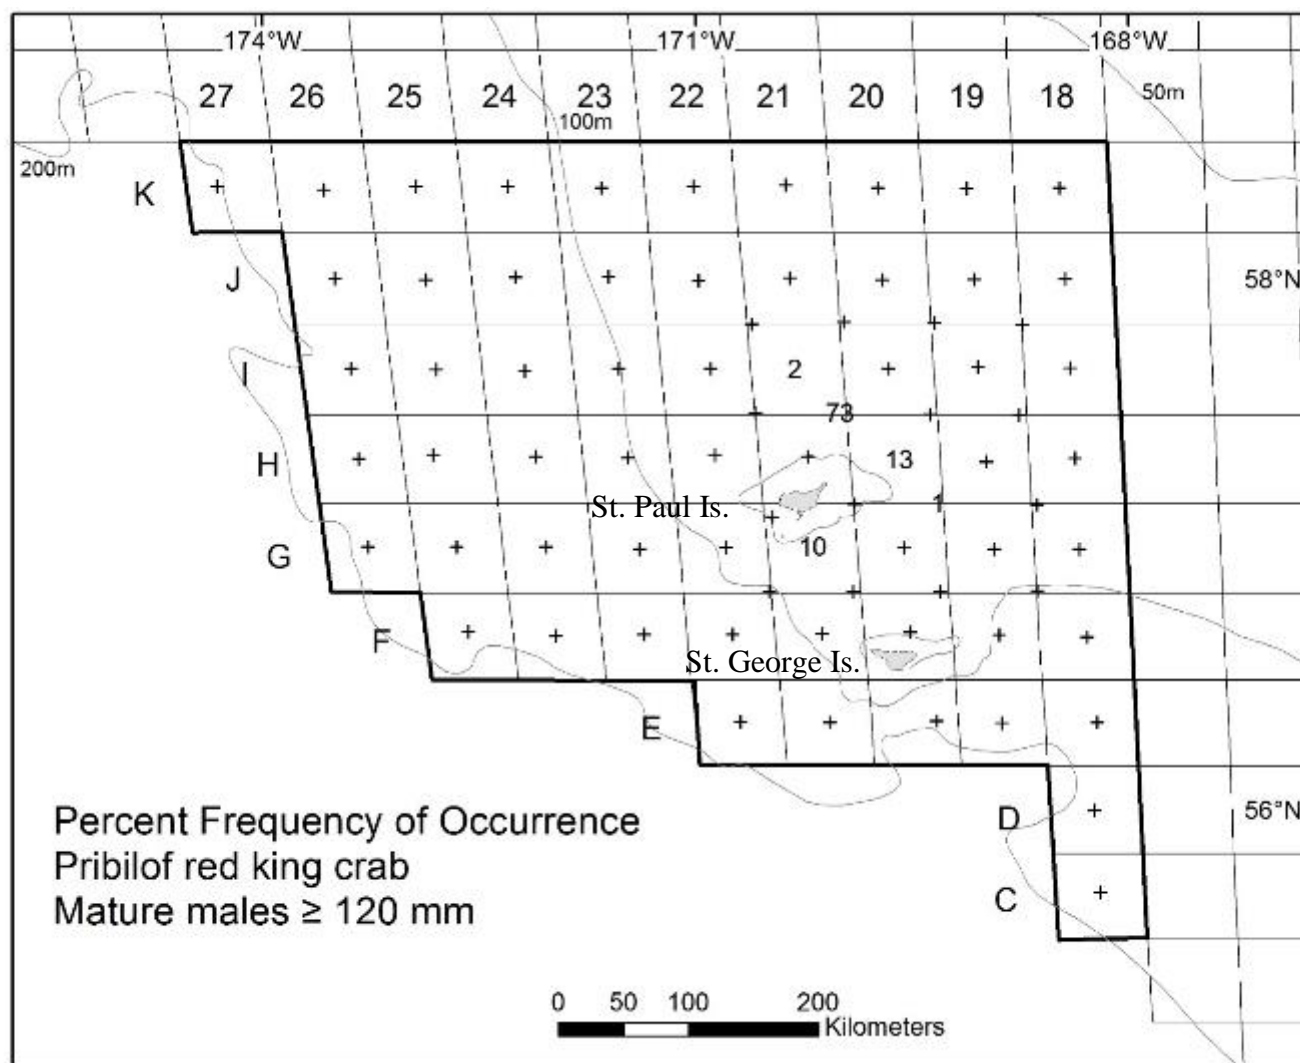 174°W 171°W 168°W
27 26 25 24 23 22 21 20 19 18 50m
100m
200m
K
J 58°N
I 2
73
H 13
St. Paul Is. 1
G 10
F
St. George Is.
E
D 56°N
C
Percent Frequency of Occurrence
Pribilof red king crab
Mature males ≥ 120 mm
0 50 100 200
Kilometers